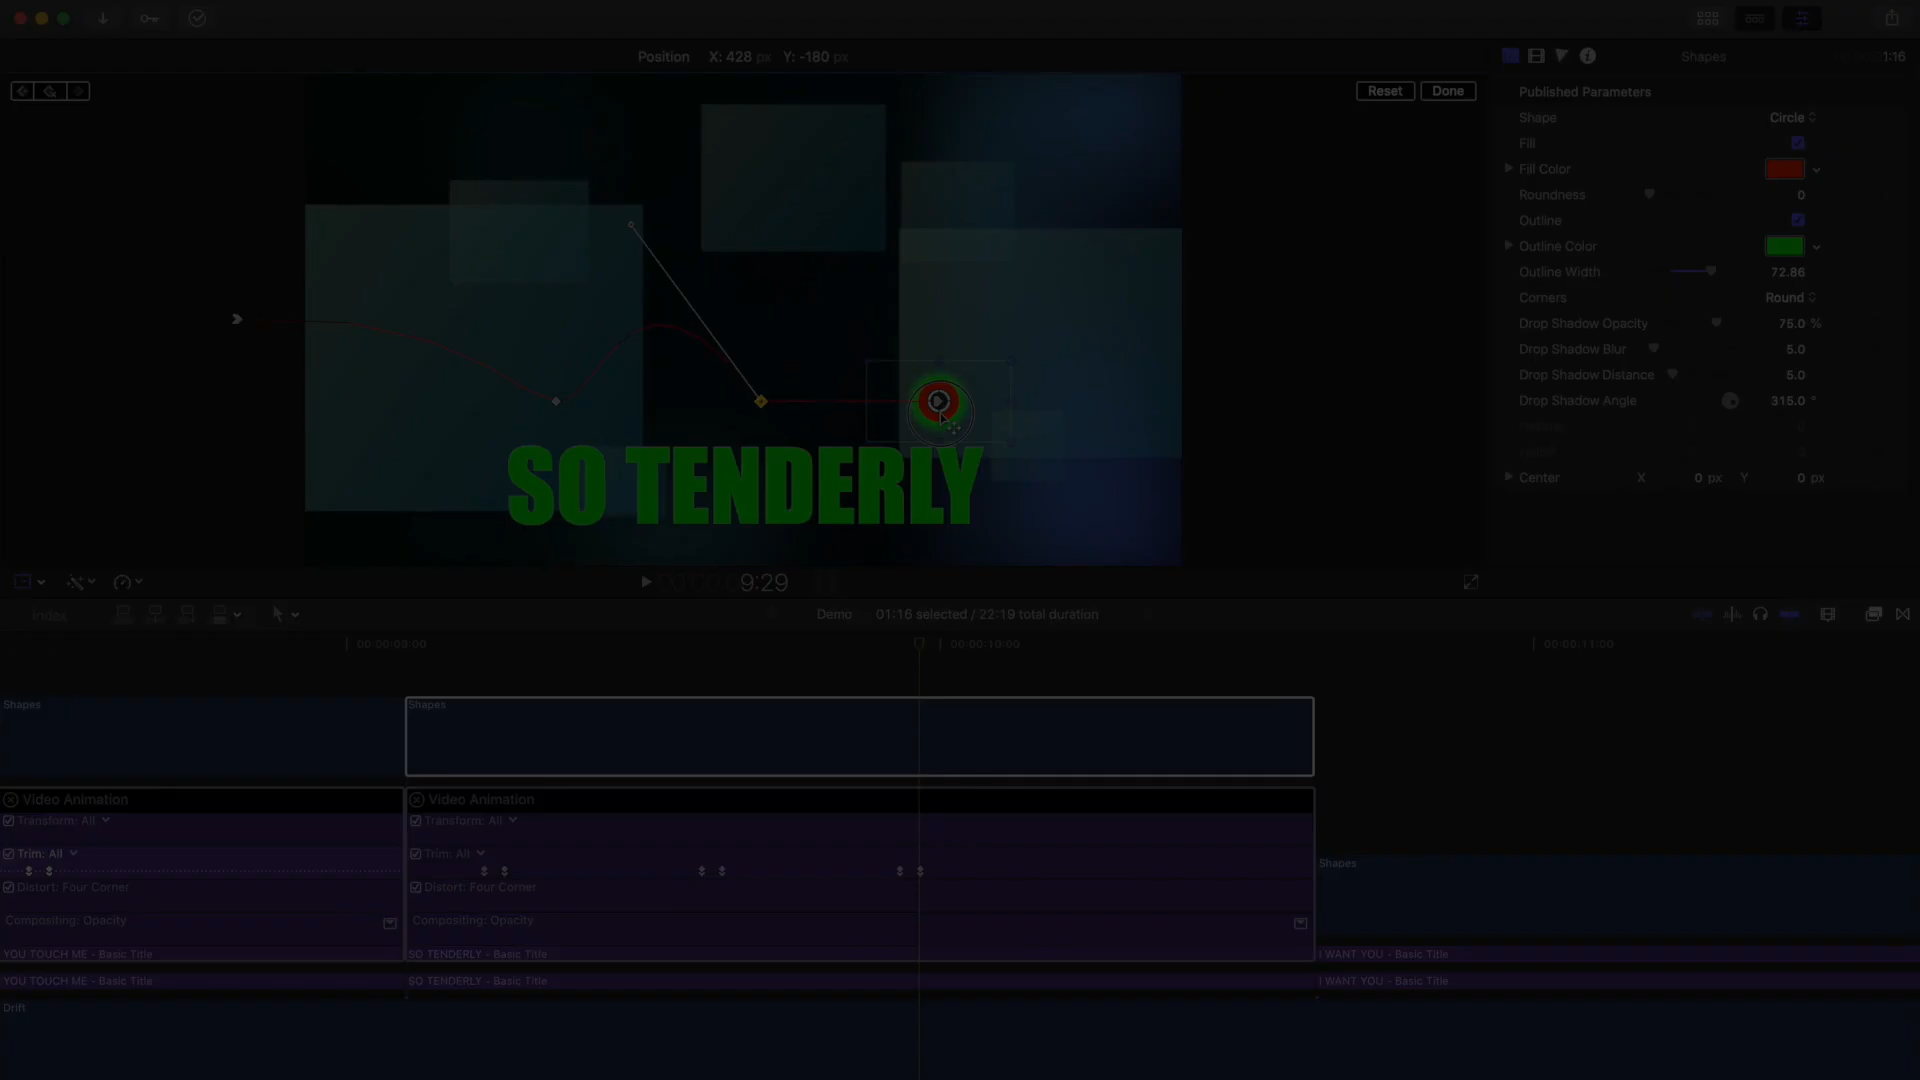 Position X: 428 px Y: -180 px
Shapes 1:16
Reset Done
Published Parameters
Shape Circle
Fill
Fill Color
Roundness 0
Outline
Outline Color
Outline Width 72.86
Corners Round
Drop Shadow Opacity 75.0 %
Drop Shadow Blur 5.0
Drop Shadow Distance 5.0
Drop Shadow Angle 315.0 °
Center X 0 px Y 0 px
SO TENDERLY
9:29
Index Demo 01:16 selected / 22:19 total duration
00:00:09:00 00:00:10:00 00:00:11:00
Shapes Shapes
Video Animation Video Animation
Transform: All Transform: All
Trim: All Trim: All
Shapes
Distort: Four Corner Distort: Four Corner
Compositing: Opacity Compositing: Opacity
YOU TOUCH ME - Basic Title SO TENDERLY - Basic Title I WANT YOU - Basic Title
YOU TOUCH ME - Basic Title SO TENDERLY - Basic Title I WANT YOU - Basic Title
Drift